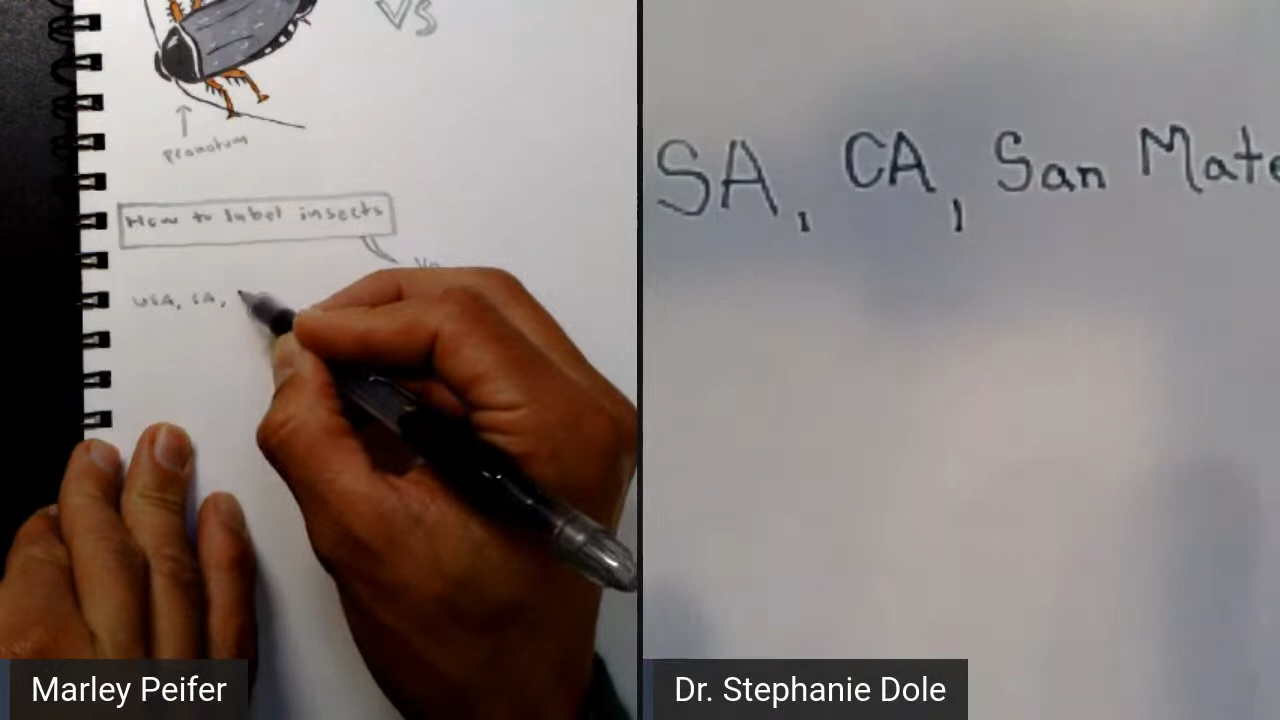 VS
pronotum
How to label insects
USA, CA,
SA, CA, San Mate
Marley Peifer
Dr. Stephanie Dole